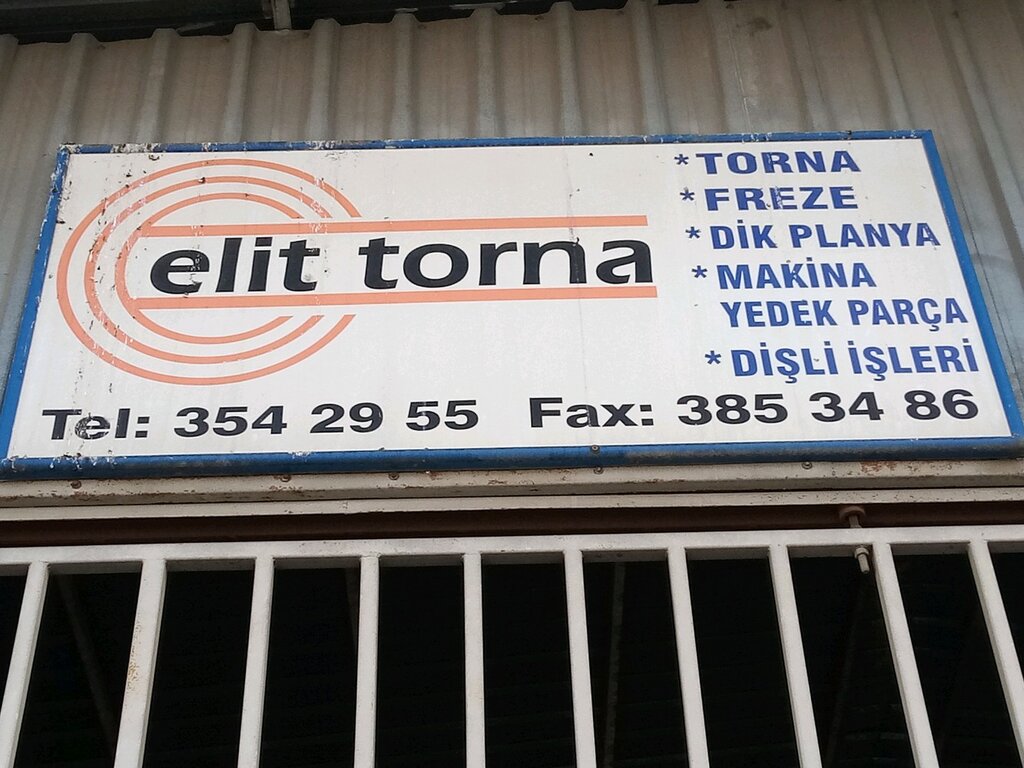 elit torna
* TORNA
* FREZE
* DİK PLANYA
* MAKİNA
YEDEK PARÇA
* DİŞLİ İŞLERİ
Tel: 354 29 55 Fax: 385 34 86